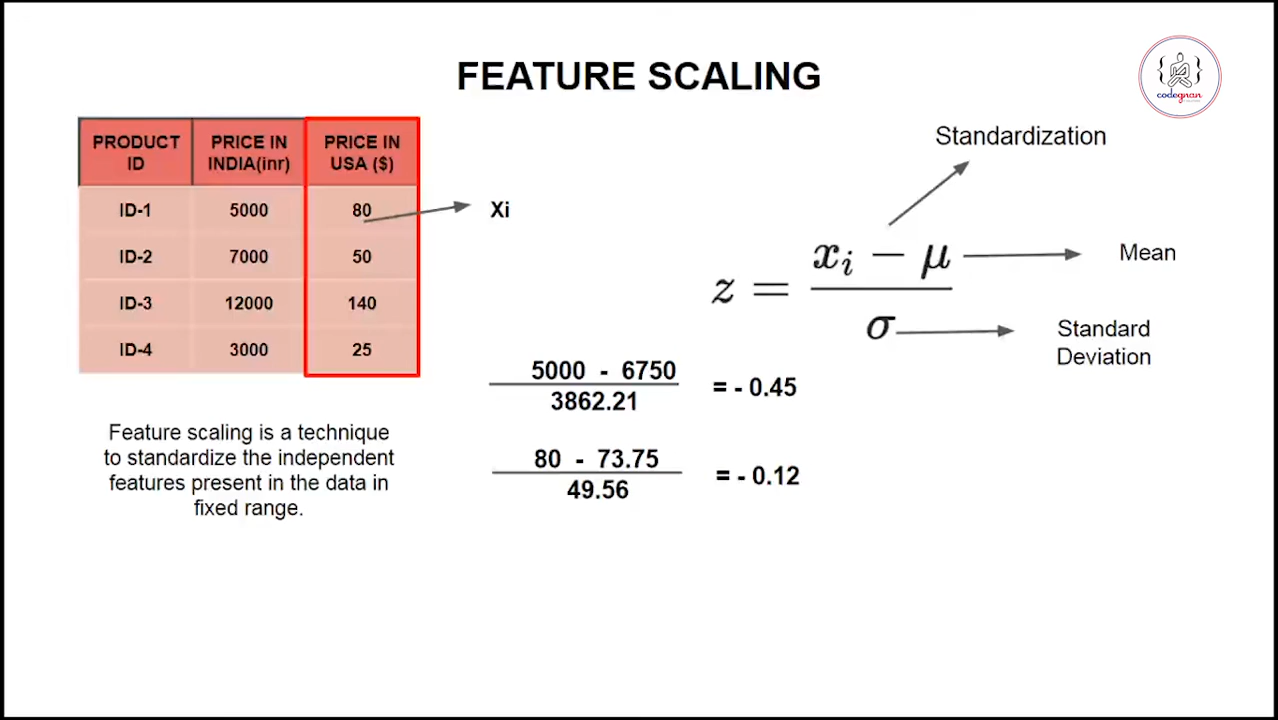 FEATURE SCALING
codegnan
PRODUCT ID PRICE IN INDIA(inr) PRICE IN USA ($)
ID-1 5000 80
ID-2 7000 50
ID-3 12000 140
ID-4 3000 25
Xi
Standardization
z = (xᵢ − μ) / σ
Mean
Standard
Deviation
5000 - 6750
3862.21
= - 0.45
80 - 73.75
49.56
= - 0.12
Feature scaling is a technique
to standardize the independent
features present in the data in
fixed range.